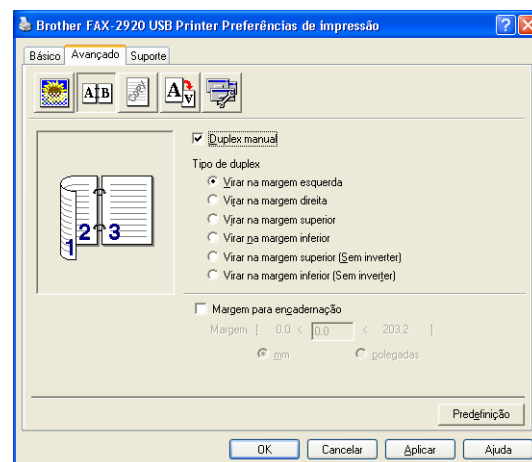 Brother FAX-2920 USB Printer Preferências de impressão
Básico Avançado Suporte
A B
A
1 2 3
Duplex manual
Tipo de duplex
Virar na margem esquerda
Virar na margem direita
Virar na margem superior
Virar na margem inferior
Virar na margem superior (Sem inverter)
Virar na margem inferior (Sem inverter)
Margem para encadernação
Margem [ 0.0 < 0.0 < 203.2 ]
mm polegadas
Predefinição
OK Cancelar Aplicar Ajuda